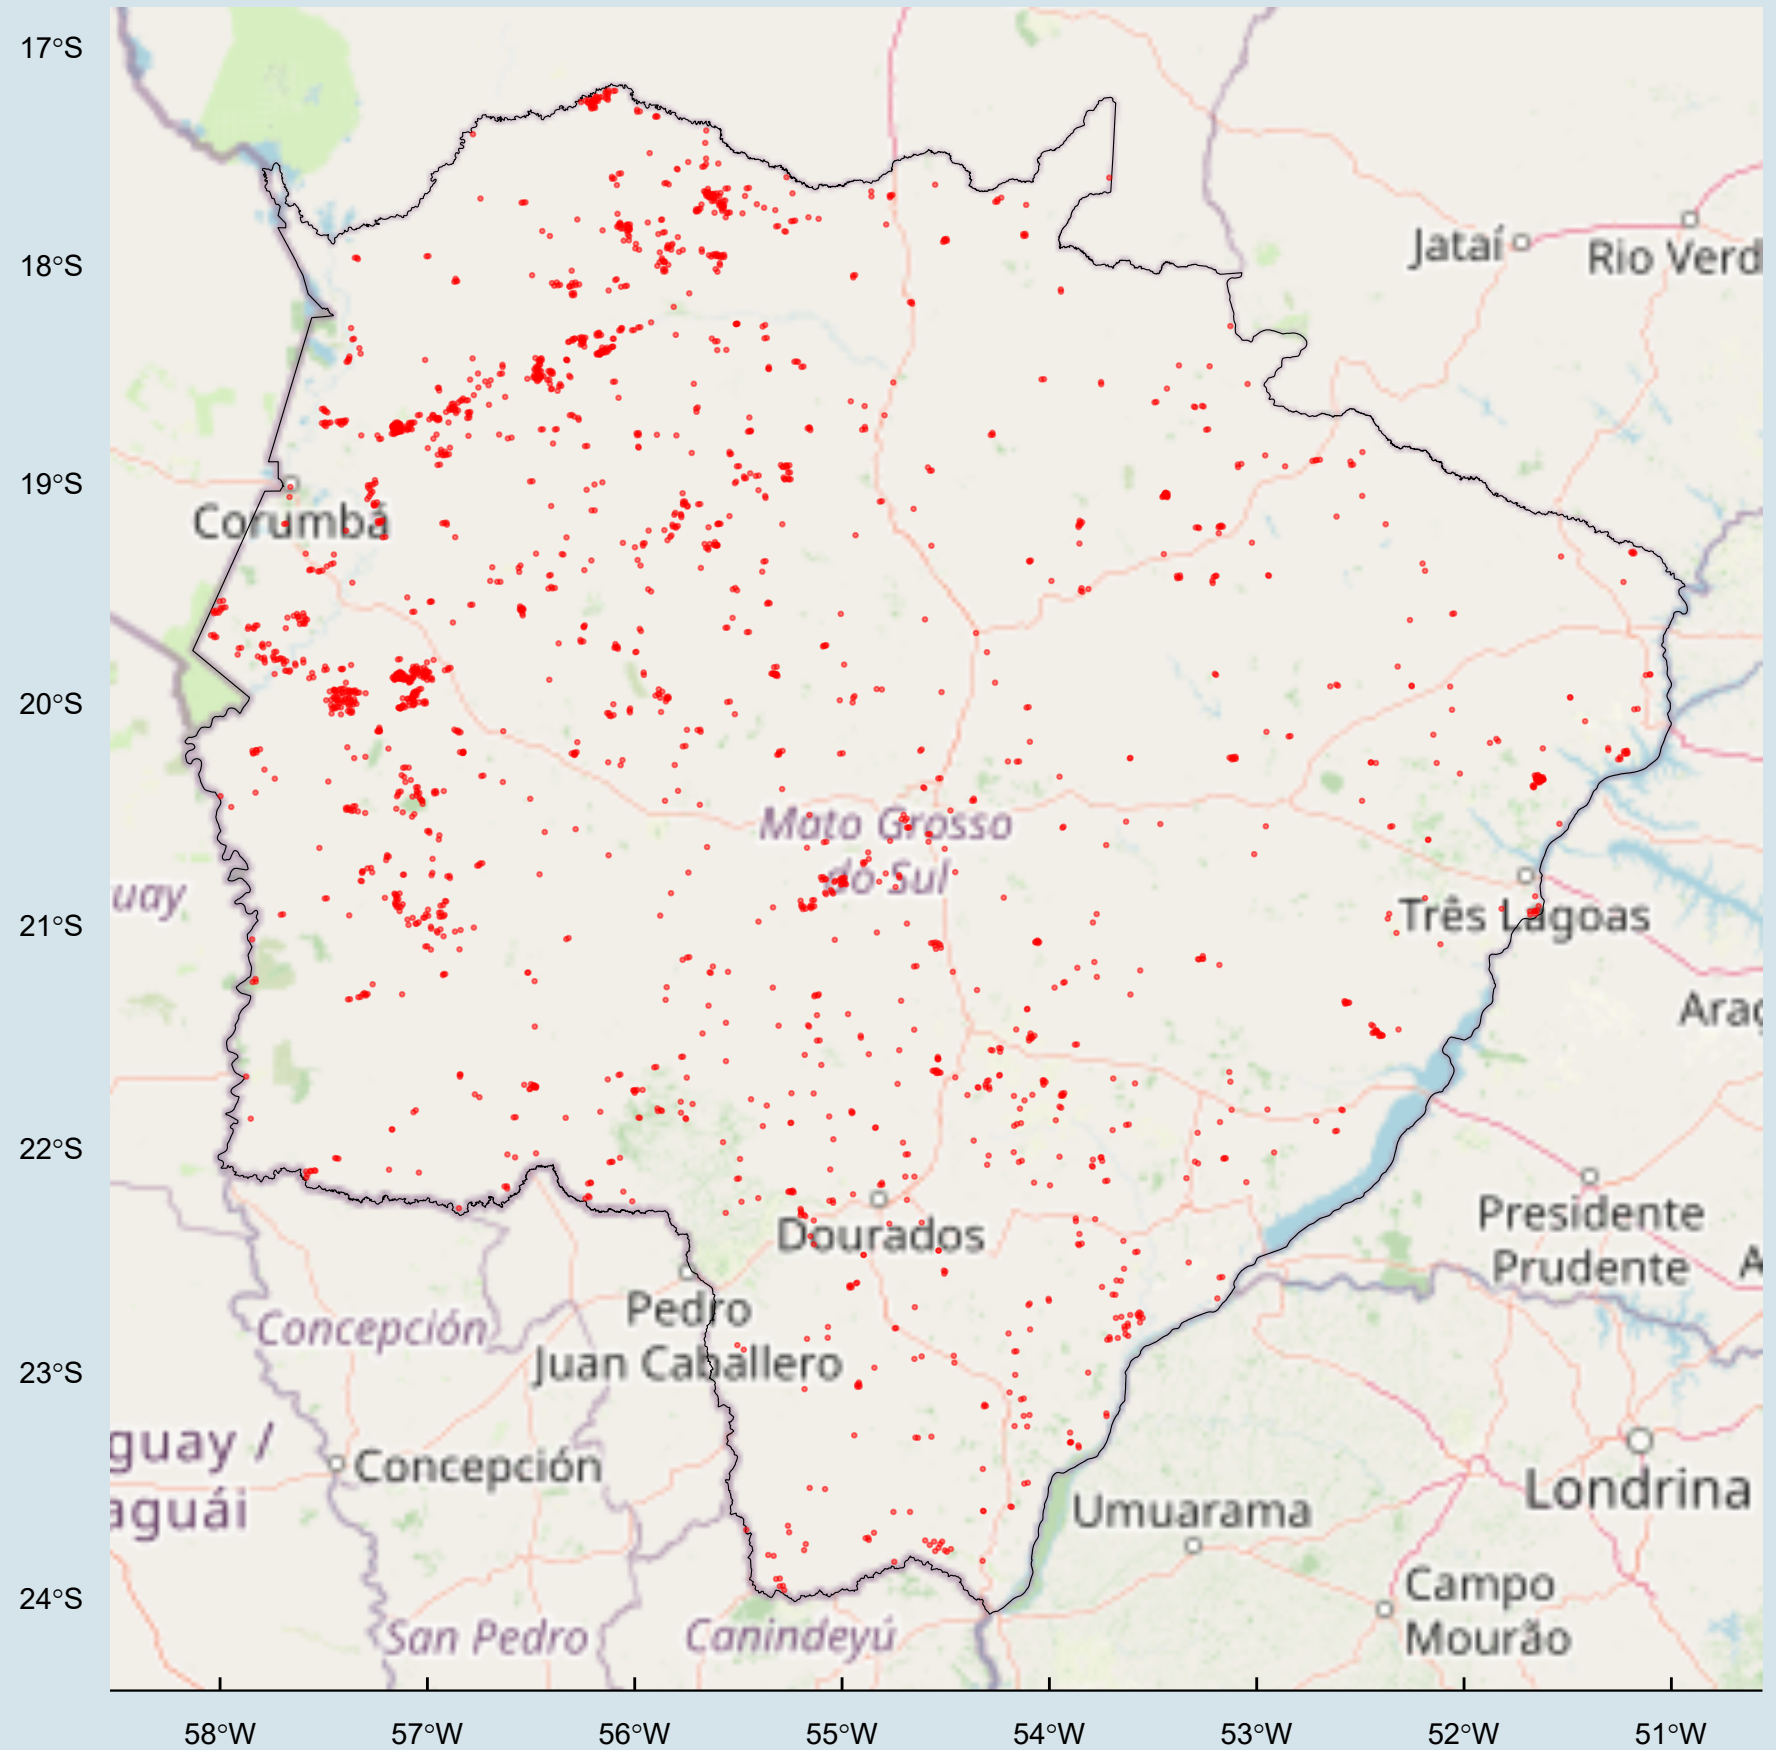 17°S
Jataí
Rio Verd
18°S
19°S
Corumbá
20°S
Mato Grosso
do Sul
uay
21°S
Três Lagoas
Araç
22°S
Dourados
Presidente
Prudente
A
Concepción
Pedro
Juan Caballero
23°S
guay /
aguái
Concepción
Londrina
Umuarama
24°S
Campo
Mourão
San Pedro
Canindeyú
58°W
57°W
56°W
55°W
54°W
53°W
52°W
51°W